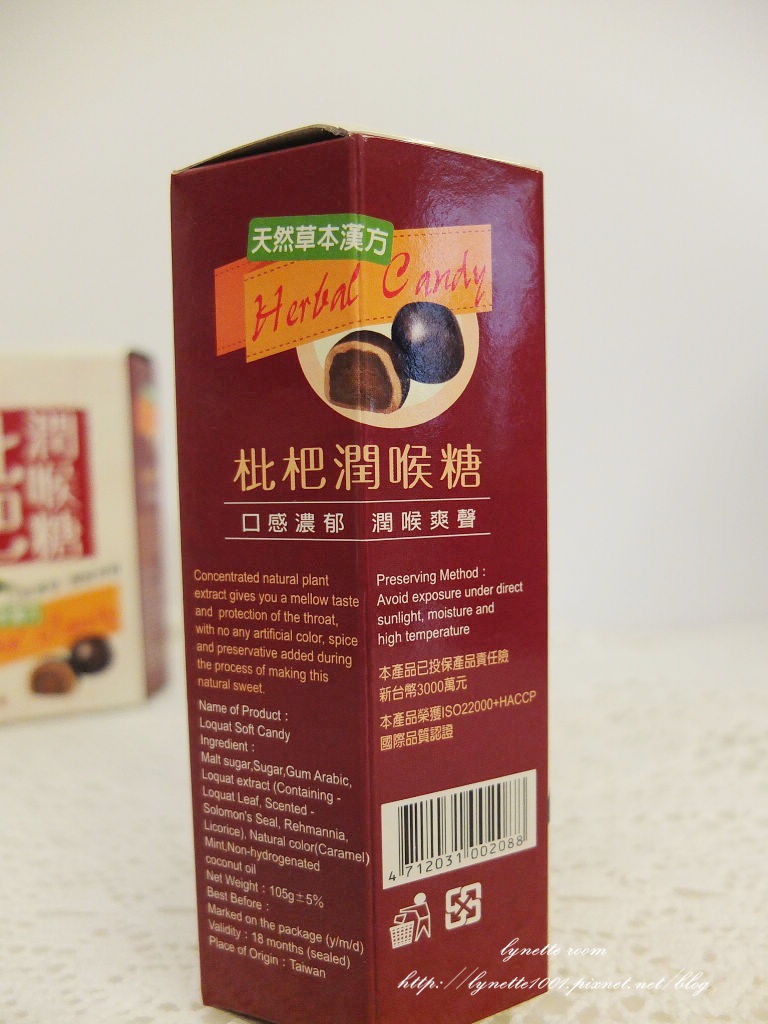 天然草本漢方
Herbal Candy
枇杷潤喉糖
口感濃郁 潤喉爽聲
Concentrated natural plant
extract gives you a mellow taste
and protection of the throat,
with no any artificial color, spice
and preservative added during
the process of making this
natural sweet.
Name of Product：
Loquat Soft Candy
Ingredient：
Malt sugar,Sugar,Gum Arabic,
Loquat extract (Containing -
Loquat Leaf, Scented -
Solomon's Seal, Rehmannia,
Licorice), Natural color(Caramel)
Mint,Non-hydrogenated
coconut oil
Net Weight：105g±5%
Best Before：
Marked on the package (y/m/d)
Validity：18 months (sealed)
Place of Origin：Taiwan
Preserving Method：
Avoid exposure under direct
sunlight, moisture and
high temperature
本產品已投保產品責任險
新台幣3000萬元
本產品榮獲ISO22000+HACCP
國際品質認證
4 712031 002088
潤喉糖
lynette room
http://lynette1001.pixnet.net/blog